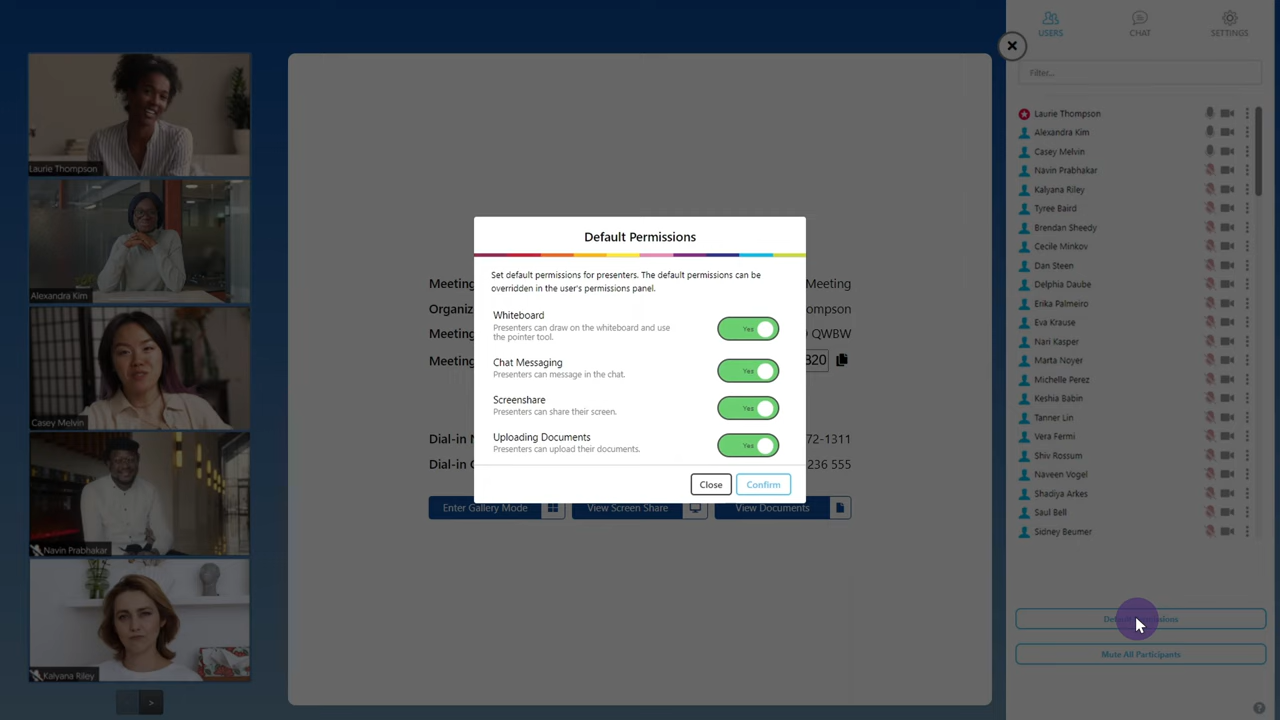 Laurie Thompson
Alexandra Kim
Casey Melvin
Navin Prabhakar
Kalyana Riley
>
Meeting
Meeting
Organiz
ompson
Meeting
QWBW
Meeting
320
Dial-in N
72-1311
Dial-in
236 555
Enter Gallery Mode
View Screen Share
View Documents
Default Permissions
Set default permissions for presenters. The default permissions can be
overridden in the user's permissions panel.
Whiteboard
Presenters can draw on the whiteboard and use
the pointer tool.
Yes
Chat Messaging
Presenters can message in the chat.
Yes
Screenshare
Presenters can share their screen.
Yes
Uploading Documents
Presenters can upload their documents.
Yes
Close
Confirm
USERS
CHAT
SETTINGS
Filter...
Laurie Thompson
Alexandra Kim
Casey Melvin
Navin Prabhakar
Kalyana Riley
Tyree Baird
Brendan Sheedy
Cecile Minkov
Dan Steen
Delphia Daube
Erika Palmeiro
Eva Krause
Nari Kasper
Marta Noyer
Michelle Perez
Keshia Babin
Tanner Lin
Vera Fermi
Shiv Rossum
Naveen Vogel
Shadiya Arkes
Saul Bell
Sidney Beumer
Default Permissions
Mute All Participants
?